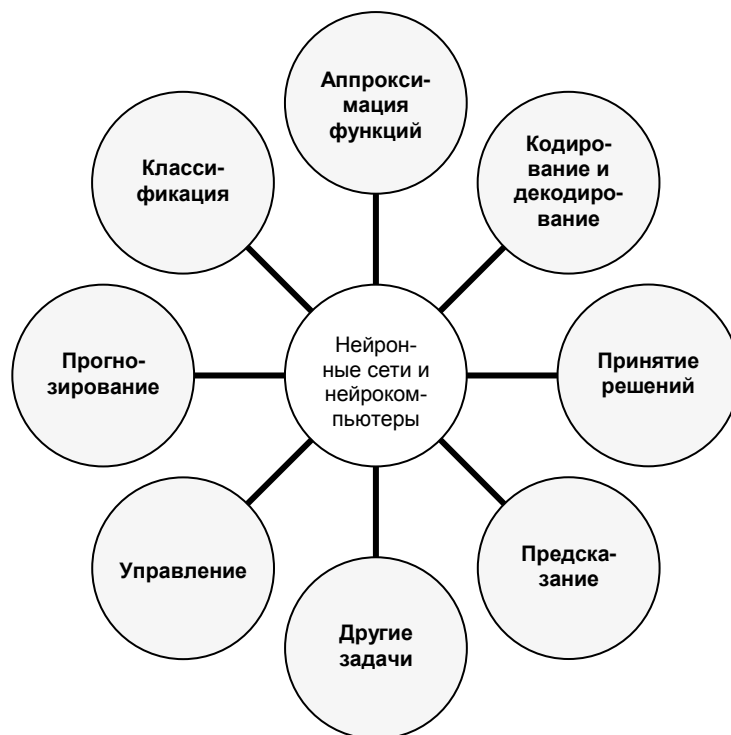 Аппрокси-
мация
функций
Кодиро-
вание и
декодиро-
вание
Класси-
фикация
Прогно-
зирование
Нейрон-
ные сети и
нейроком-
пьютеры
Принятие
решений
Управление
Предска-
зание
Другие
задачи